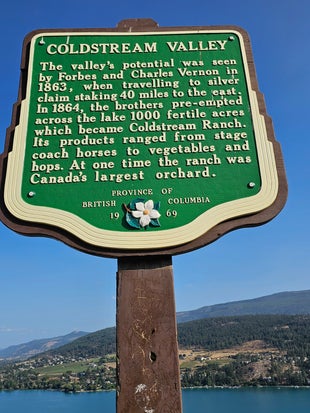 COLDSTREAM VALLEY
The valley's potential was seen
by Forbes and Charles Vernon in
1863, when travelling to silver
claim staking 40 miles to the east.
In 1864, the brothers pre-empted
across the lake 1000 fertile acres
which became Coldstream Ranch.
Its products ranged from stage
coach horses to vegetables and
hops. At one time the ranch was
Canada's largest orchard.
PROVINCE OF
BRITISH COLUMBIA
1969